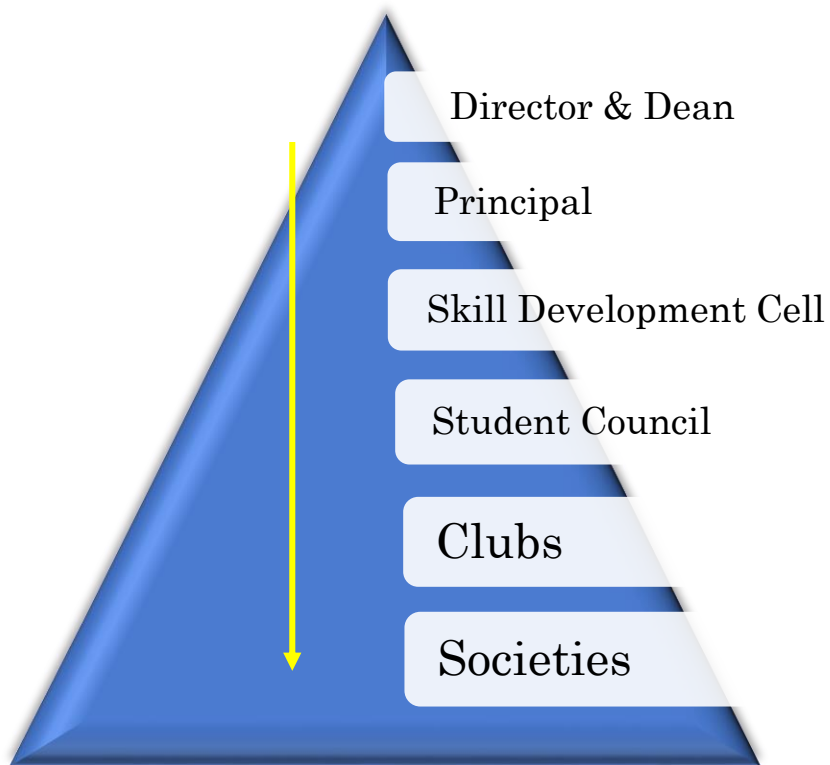 Director & Dean
Principal
Skill Development Cell
Student Council
Clubs
Societies